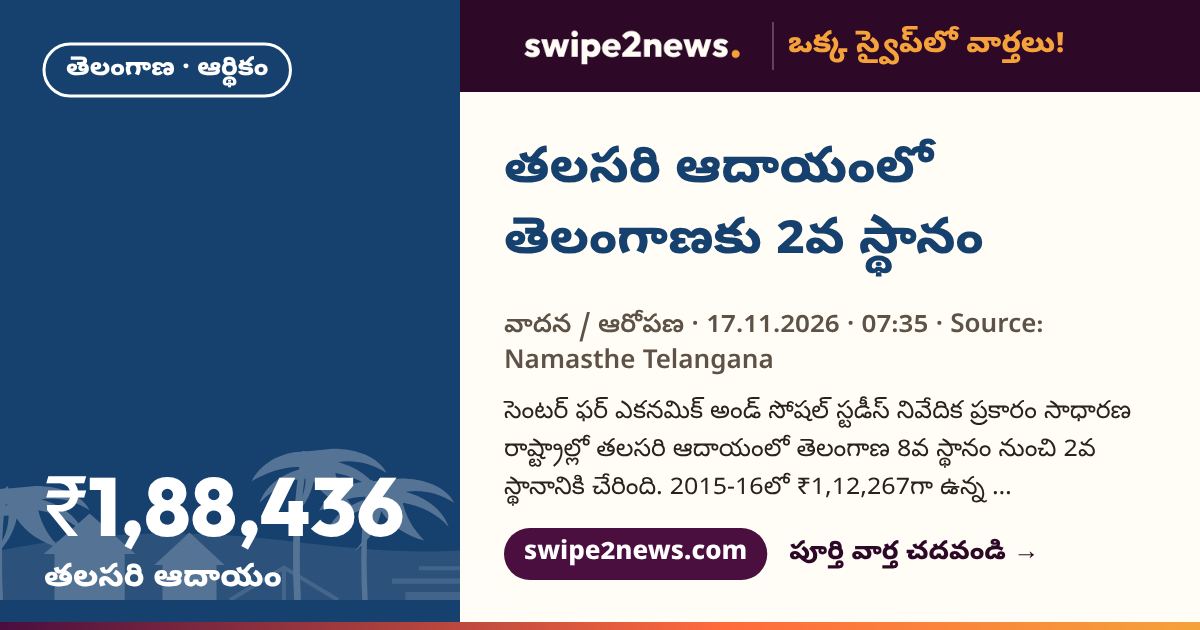 తెలంగాణ · ఆర్థికం
₹1,88,436
తలసరి ఆదాయం
swipe2news.
ఒక్క స్వైప్‌లో వార్తలు!
తలసరి ఆదాయంలో
తెలంగాణకు 2వ స్థానం
వాదన / ఆరోపణ · 17.11.2026 · 07:35 · Source:
Namasthe Telangana
సెంటర్ ఫర్ ఎకనమిక్ అండ్ సోషల్ స్టడీస్ నివేదిక ప్రకారం సాధారణ
రాష్ట్రాల్లో తలసరి ఆదాయంలో తెలంగాణ 8వ స్థానం నుంచి 2వ
స్థానానికి చేరింది. 2015-16లో ₹1,12,267గా ఉన్న ...
swipe2news.com
పూర్తి వార్త చదవండి →